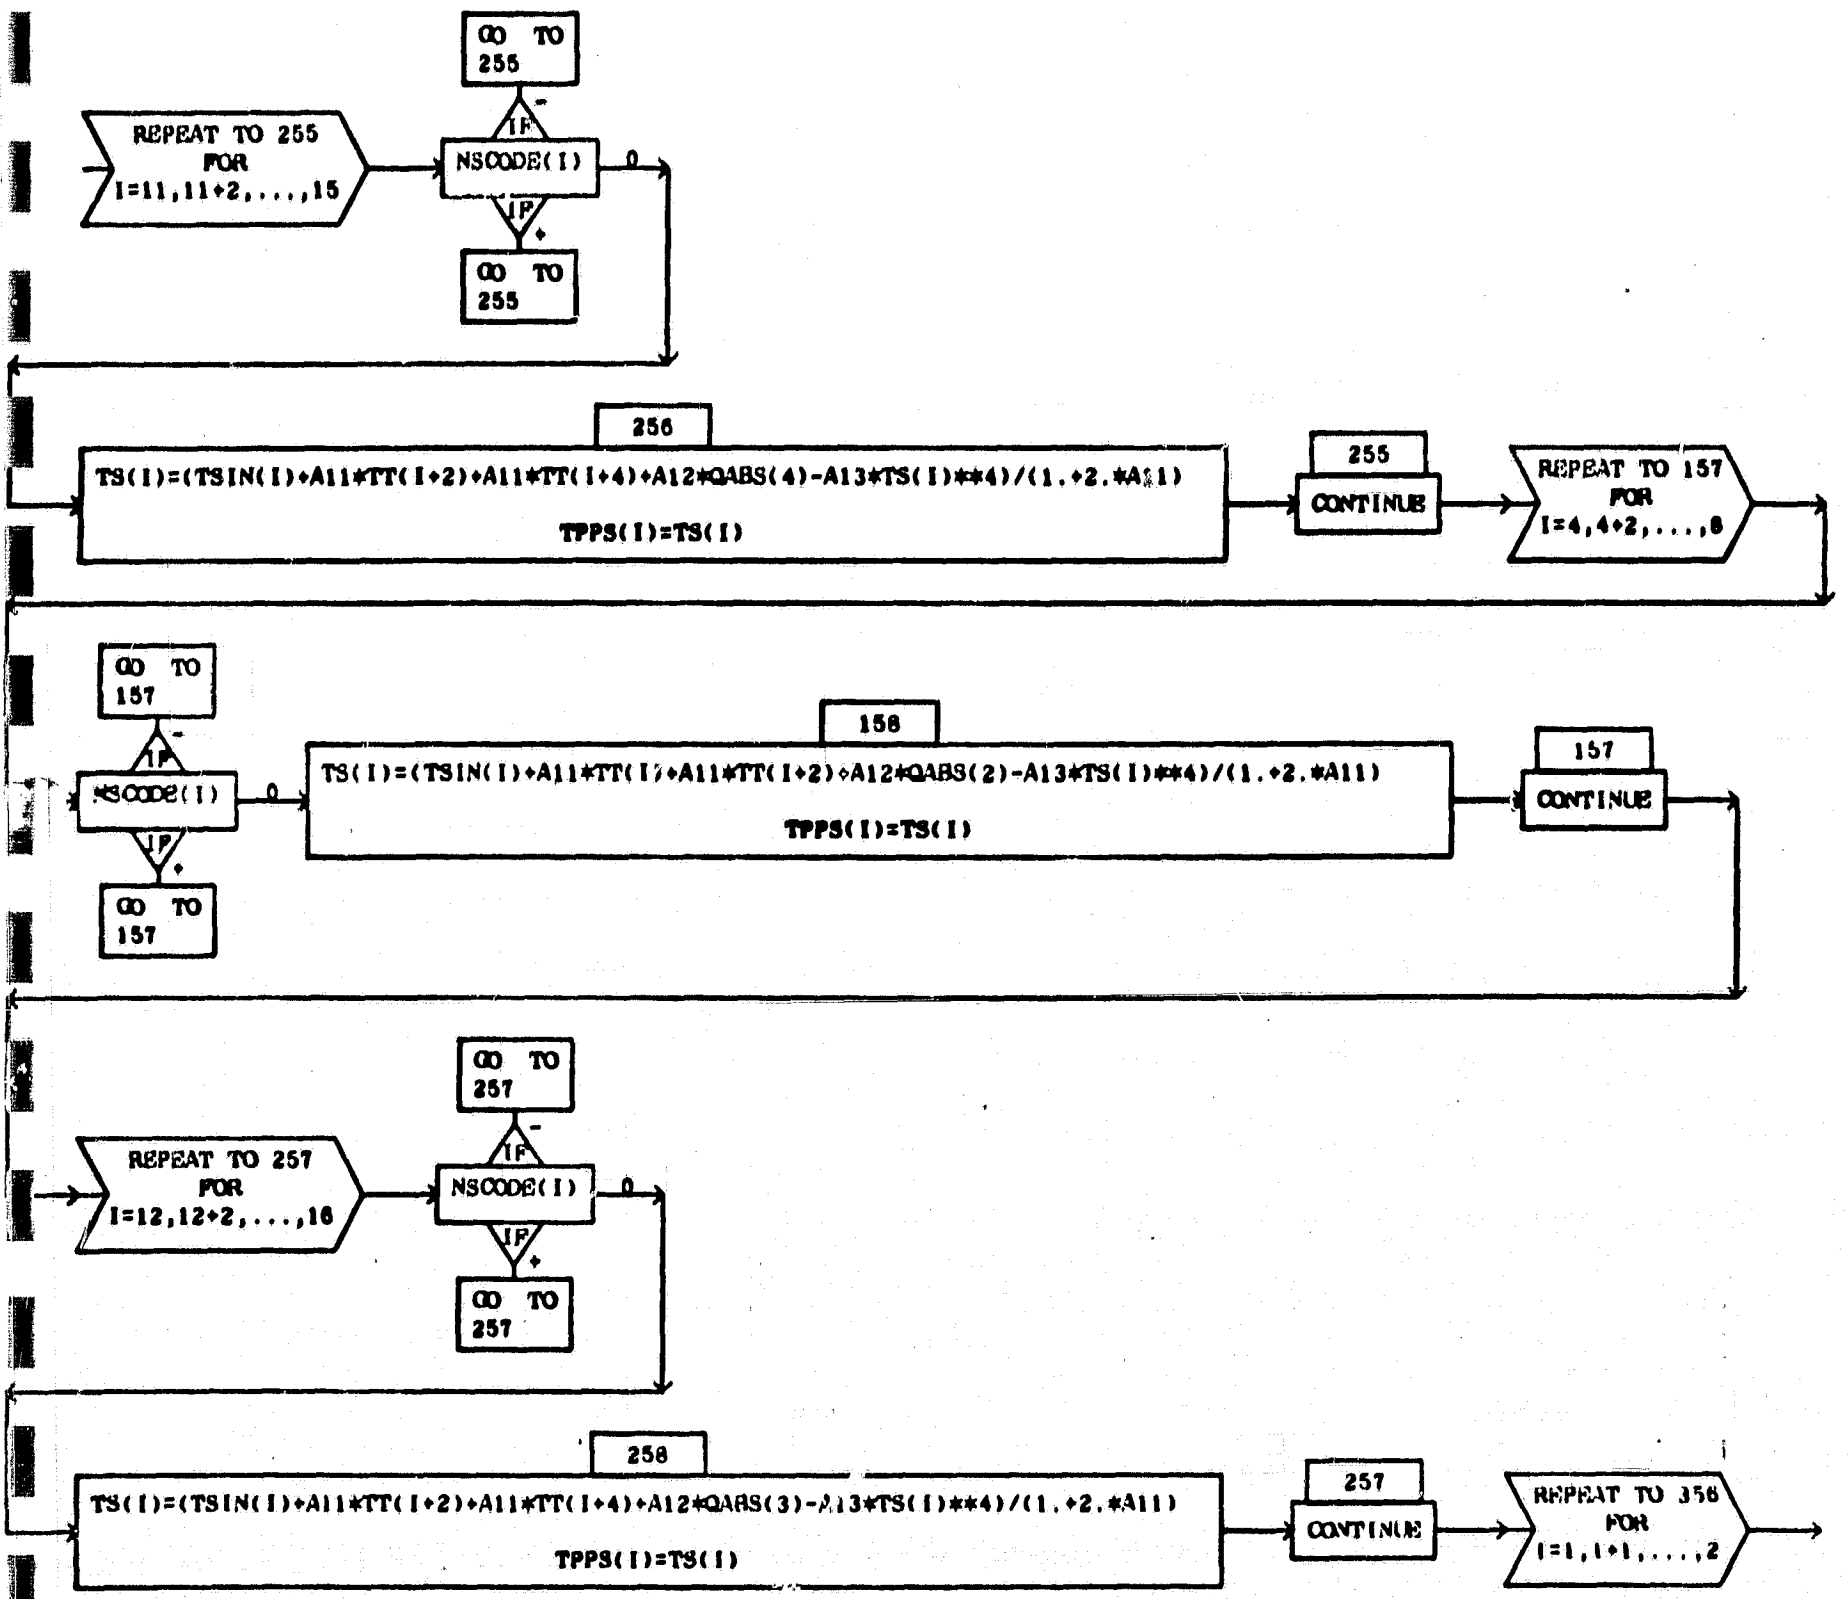 GO TO
255
REPEAT TO 255
FOR
I=11,11+2,...,15
-
IF
NSCODE(I)
0
IF
+
GO TO
255
256
TS(I)=(TSIN(I)+A11*TT(I+2)+A11*TT(I+4)+A12*QABS(4)-A13*TS(I)**4)/(1.+2.*A11)
TPPS(I)=TS(I)
255
CONTINUE
REPEAT TO 157
FOR
I=4,4+2,...,8
GO TO
157
-
IF
NSCODE(I)
0
IF
+
GO TO
157
158
TS(I)=(TSIN(I)+A11*TT(I)+A11*TT(I+2)+A12*QABS(2)-A13*TS(I)**4)/(1.+2.*A11)
TPPS(I)=TS(I)
157
CONTINUE
GO TO
257
REPEAT TO 257
FOR
I=12,12+2,...,16
-
IF
NSCODE(I)
0
IF
+
GO TO
257
258
TS(I)=(TSIN(I)+A11*TT(I+2)+A11*TT(I+4)+A12*QABS(3)-A13*TS(I)**4)/(1.+2.*A11)
TPPS(I)=TS(I)
257
CONTINUE
REPEAT TO 356
FOR
I=1,1+1,...,2